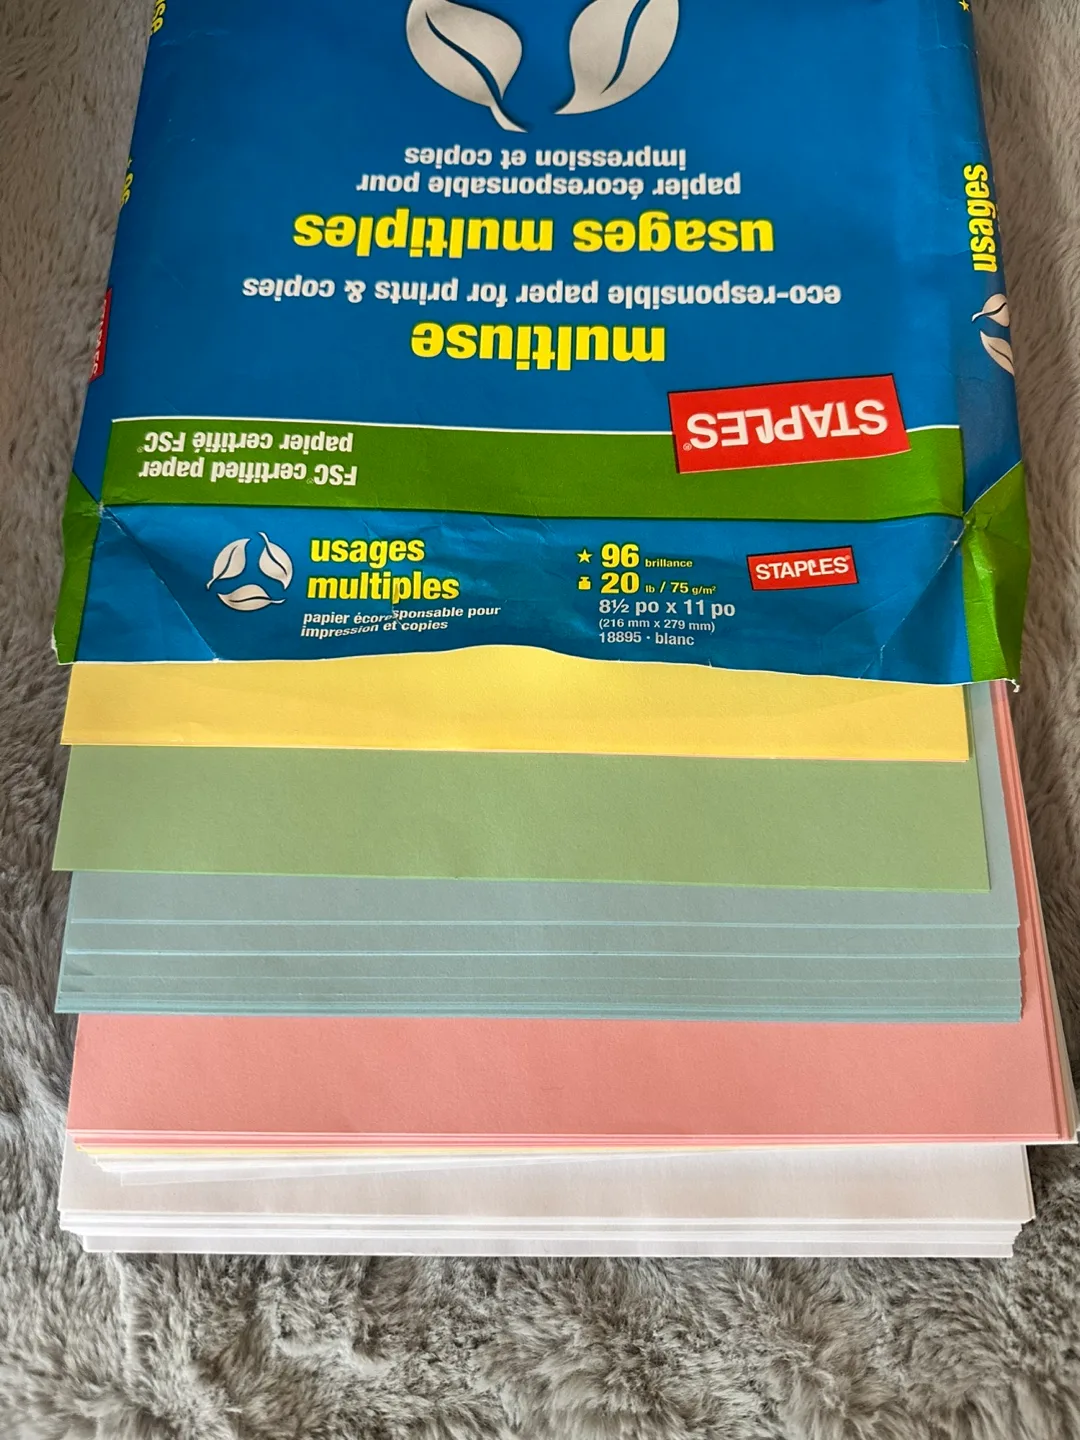 multiuse
eco-responsible paper for prints & copies
usages multiples
papier écoresponsable pour
impression et copies
STAPLES®
FSC® certified paper
papier certifié FSC®
usages
multiples
papier écoresponsable pour
impression et copies
★ 96 brillance
20 lb / 75 g/m²
8½ po x 11 po
(216 mm x 279 mm)
18895 · blanc
STAPLES®
usages